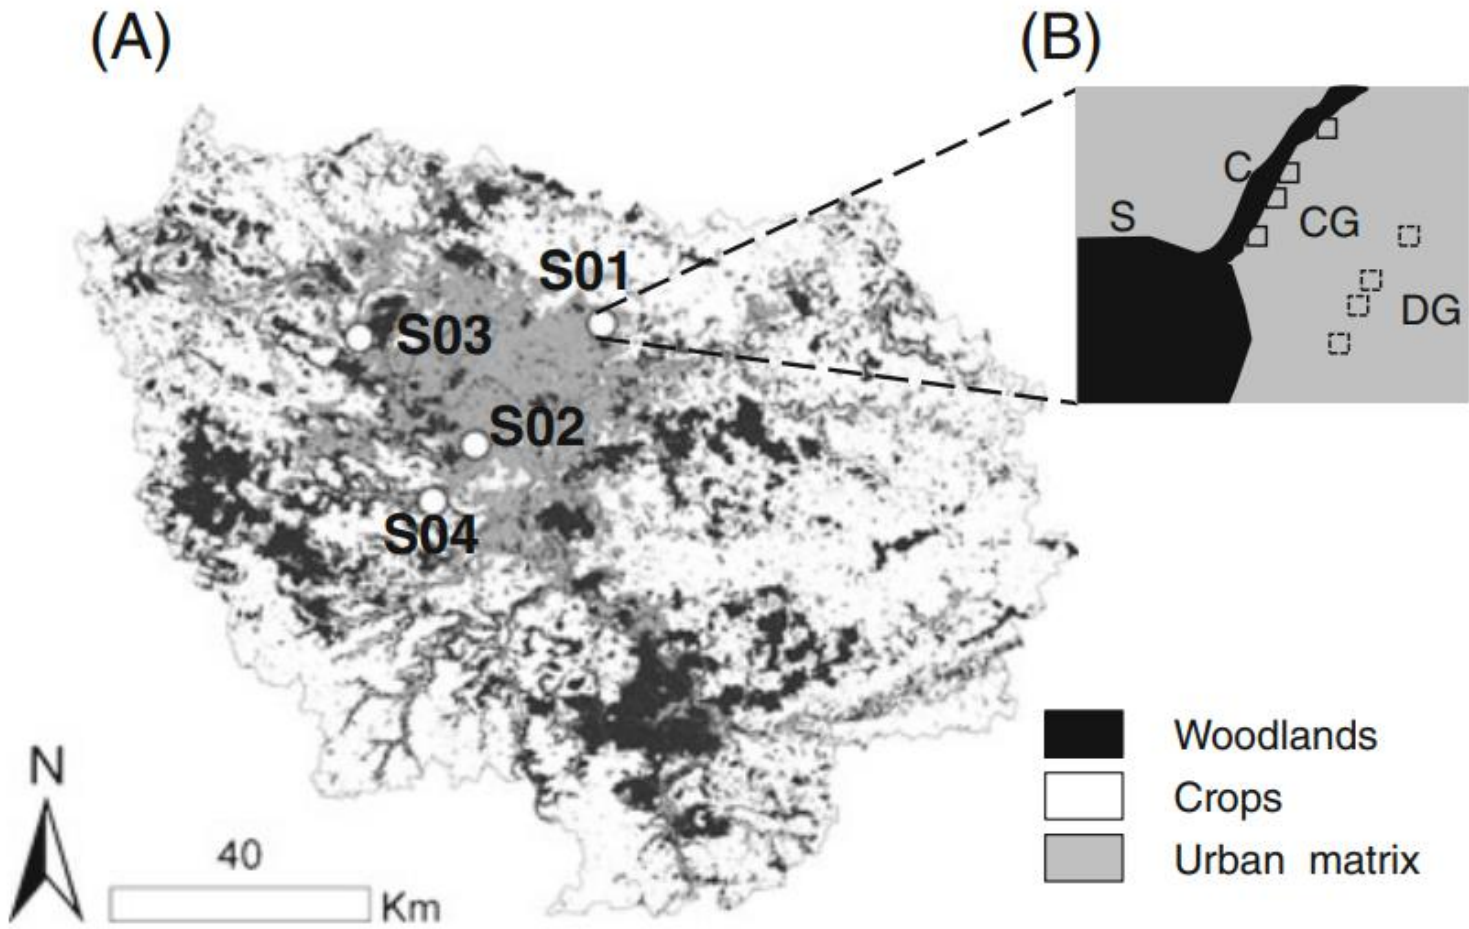 (A)
(B)
C
S
CG
DG
S01
S03
S02
S04
N
40
Km
Woodlands
Crops
Urban matrix